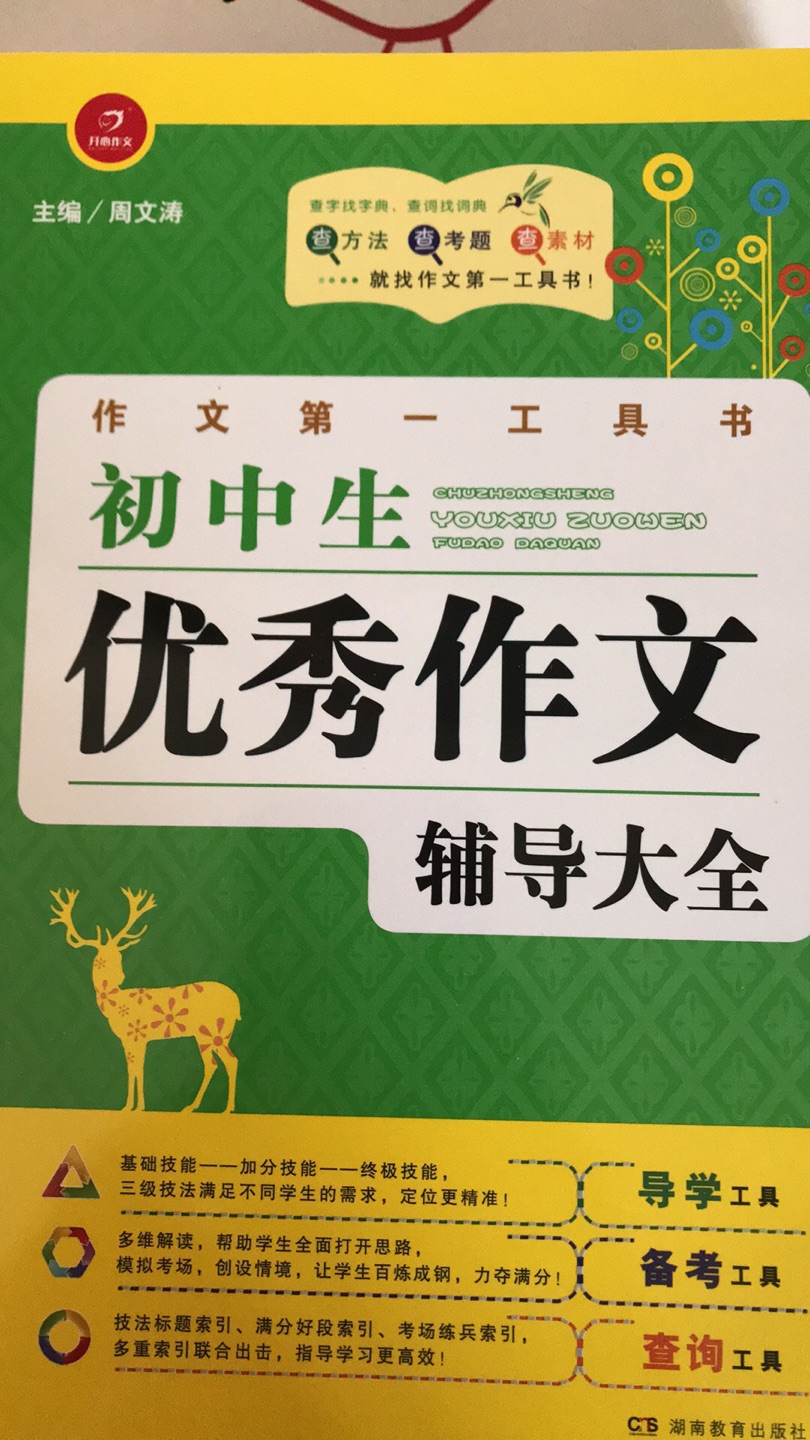 开心作文
主编／周文涛
查字找字典、查词找词典
查方法 查考题 查素材
就找作文第一工具书！
作文第一工具书
初中生
CHUZHONGSHENG
YOUXIU ZUOWEN
FUDAO DAQUAN
优秀作文
辅导大全
基础技能——加分技能——终极技能，
三级技法满足不同学生的需求，定位更精准！
导学工具
多维解读，帮助学生全面打开思路，
模拟考场，创设情境，让学生百炼成钢，力夺满分！
备考工具
技法标题索引、满分好段索引、考场练兵索引，
多重索引联合出击，指导学习更高效！
查询工具
湖南教育出版社